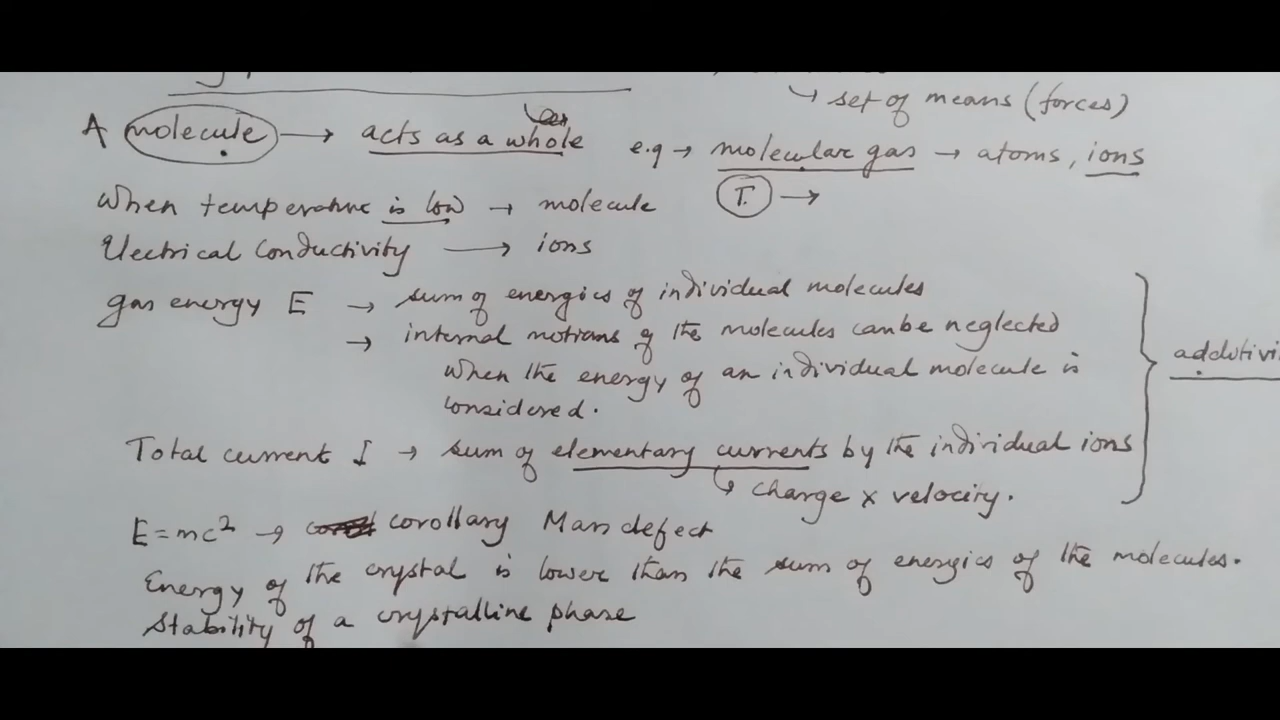 ↳ set of means (forces)
A molecule → acts as a whole e.g → molecular gas → atoms, ions
When temperature is low → molecule T →
Electrical Conductivity → ions
gas energy E → sum of energies of individual molecules
→ internal motions of the molecules can be neglected
when the energy of an individual molecule is
considered.
additivi
Total current I → sum of elementary currents by the individual ions
↳ charge × velocity.
E=mc² → corollary Mass defect
Energy of the crystal is lower than the sum of energies of the molecules.
Stability of a crystalline phase